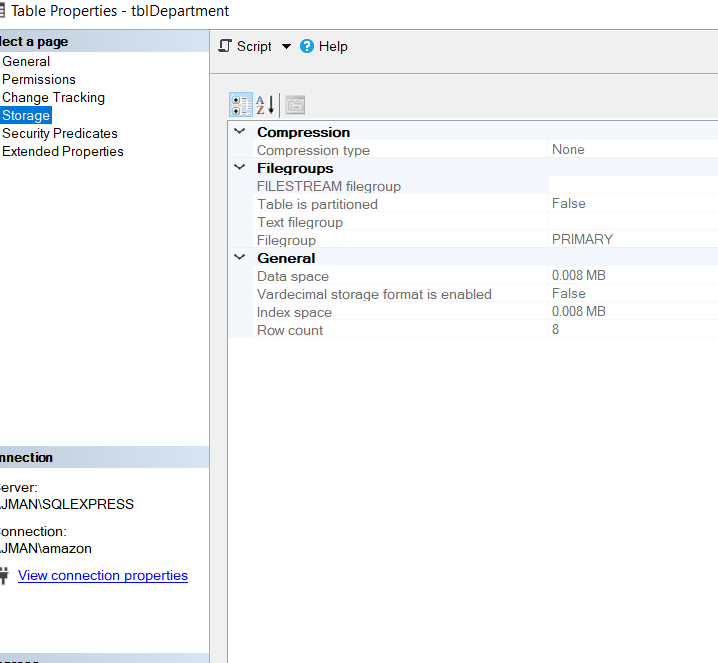 Table Properties - tblDepartment
lect a page
General
Permissions
Change Tracking
Storage
Security Predicates
Extended Properties
Script Help
A
Z
Compression
Compression type None
Filegroups
FILESTREAM filegroup
Table is partitioned False
Text filegroup
Filegroup PRIMARY
General
Data space 0.008 MB
Vardecimal storage format is enabled False
Index space 0.008 MB
Row count 8
nnection
erver:
JMAN\SQLEXPRESS
onnection:
JMAN\amazon
View connection properties